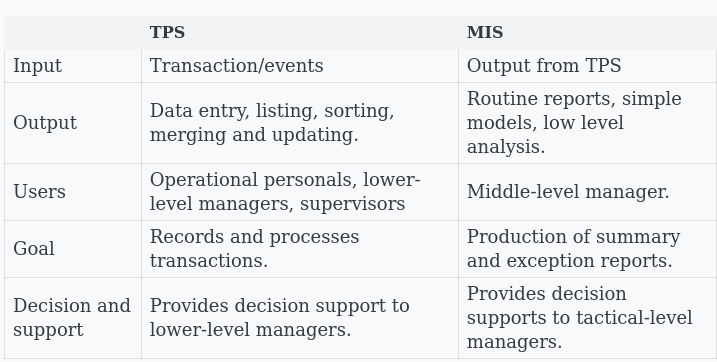 TPS MIS
Input Transaction/events Output from TPS
Output
Data entry, listing, sorting,
merging and updating.
Routine reports, simple
models, low level
analysis.
Users
Operational personals, lower-
level managers, supervisors
Middle-level manager.
Goal
Records and processes
transactions.
Production of summary
and exception reports.
Decision and
support
Provides decision support to
lower-level managers.
Provides decision
supports to tactical-level
managers.